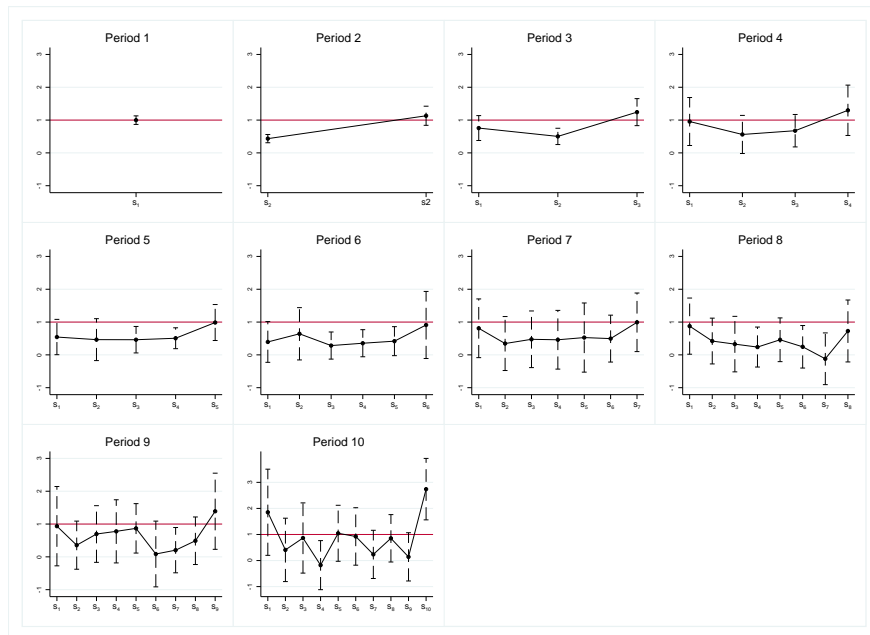 Period 1
3
2
1
0
-1
s₁
Period 2
3
2
1
0
-1
s₂ s2
Period 3
3
2
1
0
-1
s₁ s₂ s₃
Period 4
3
2
1
0
-1
s₁ s₂ s₃ s₄
Period 5
3
2
1
0
-1
s₁ s₂ s₃ s₄ s₅
Period 6
3
2
1
0
-1
s₁ s₂ s₃ s₄ s₅ s₆
Period 7
3
2
1
0
-1
s₁ s₂ s₃ s₄ s₅ s₆ s₇
Period 8
3
2
1
0
-1
s₁ s₂ s₃ s₄ s₅ s₆ s₇ s₈
Period 9
3
2
1
0
-1
s₁ s₂ s₃ s₄ s₅ s₆ s₇ s₈ s₉
Period 10
3
2
1
0
-1
s₁ s₂ s₃ s₄ s₅ s₆ s₇ s₈ s₉ s₁₀